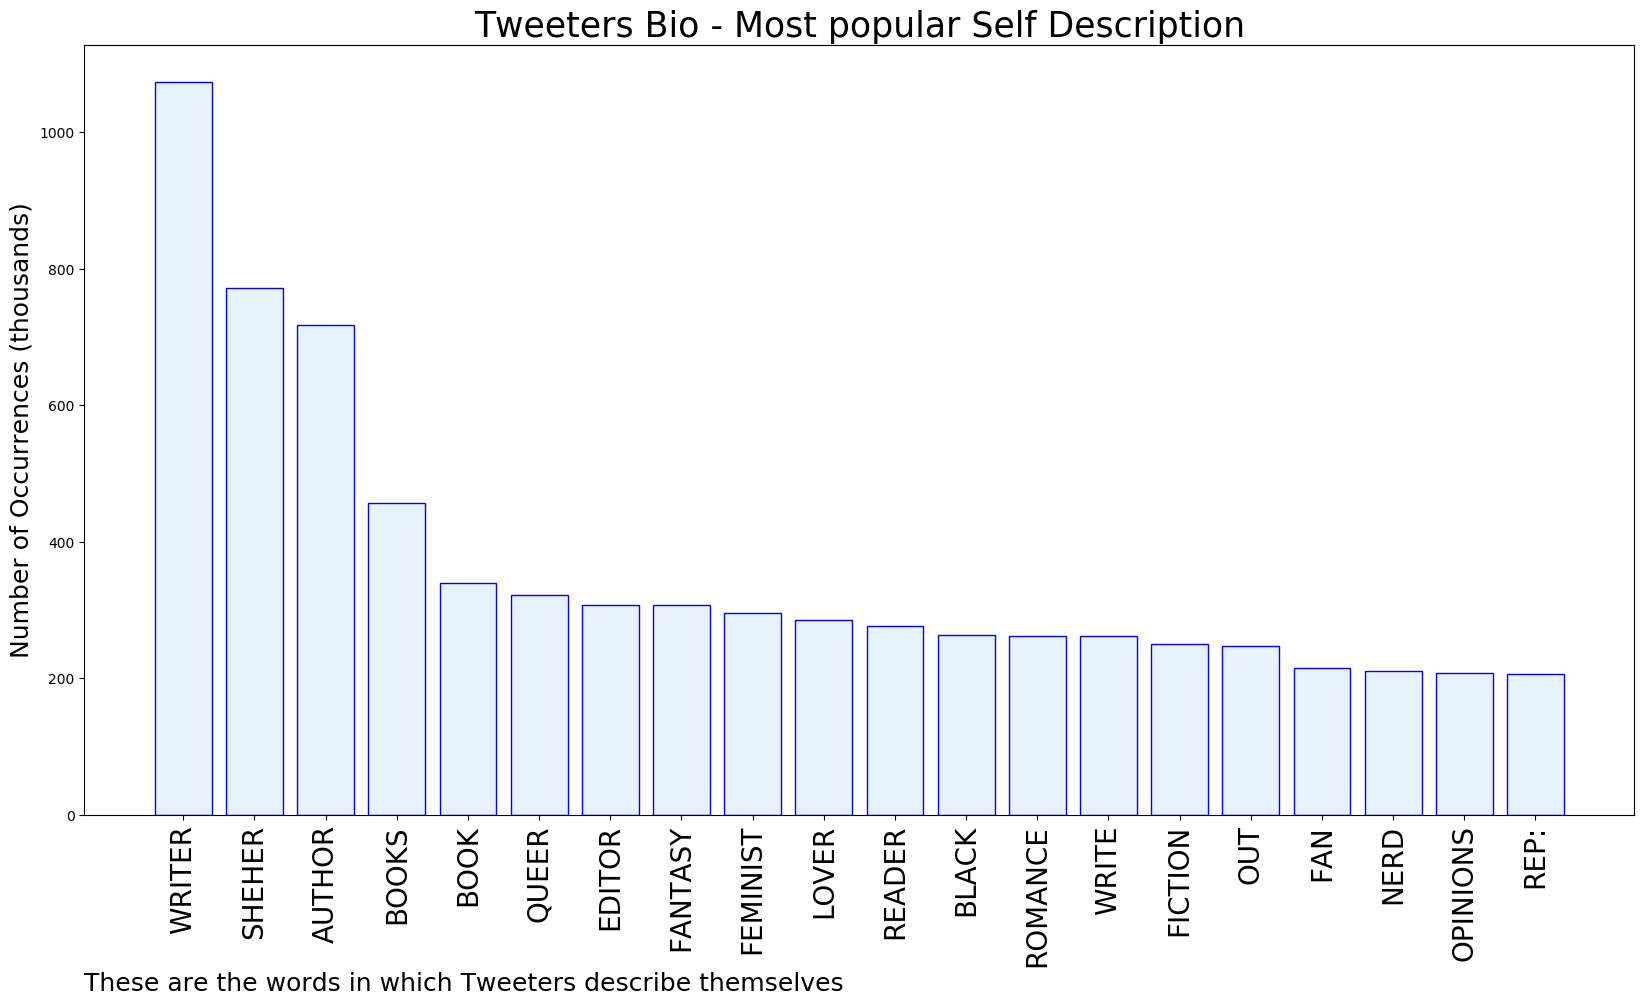 Tweeters Bio - Most popular Self Description
Number of Occurrences (thousands)
1000
800
600
400
200
0
WRITER
SHEHER
AUTHOR
BOOKS
BOOK
QUEER
EDITOR
FANTASY
FEMINIST
LOVER
READER
BLACK
ROMANCE
WRITE
FICTION
OUT
FAN
NERD
OPINIONS
REP:
These are the words in which Tweeters describe themselves